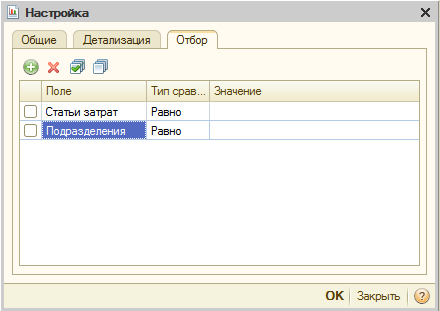 Настройка
Общие Детализация Отбор
Поле Тип срав... Значение
Статьи затрат Равно
Подразделения Равно
OK Закрыть ?